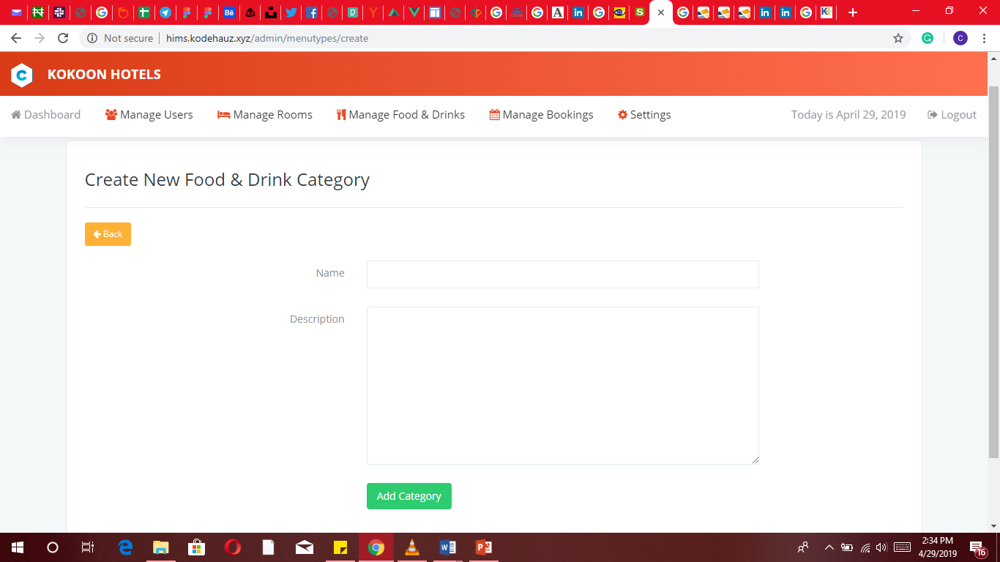 Not secure
hims.kodehauz.xyz/admin/menutypes/create
C
C
KOKOON HOTELS
Dashboard
Manage Users
Manage Rooms
Manage Food & Drinks
Manage Bookings
Settings
Today is April 29, 2019
Logout
Create New Food & Drink Category
Back
Name
Description
Add Category
2:34 PM
4/29/2019
16